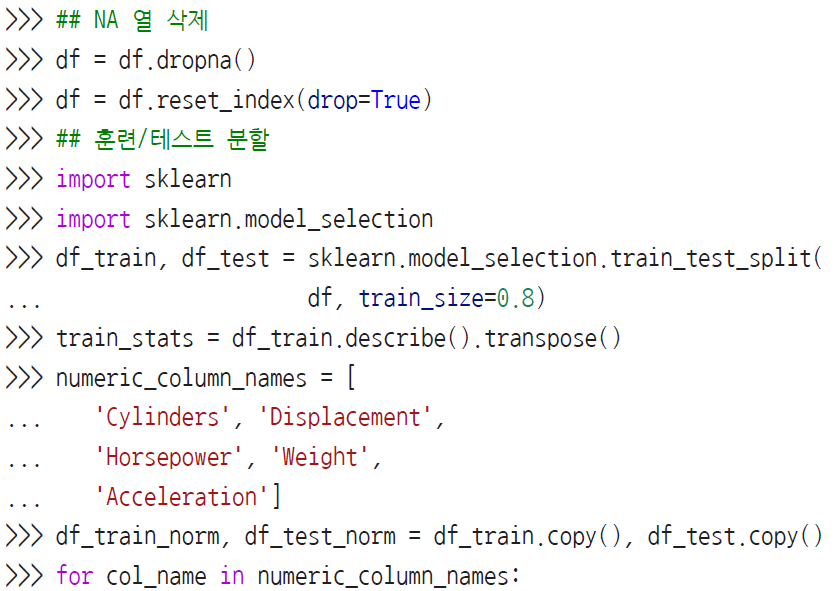 >>> ## NA 열 삭제
>>> df = df.dropna()
>>> df = df.reset_index(drop=True)
>>> ## 훈련/테스트 분할
>>> import sklearn
>>> import sklearn.model_selection
>>> df_train, df_test = sklearn.model_selection.train_test_split(
...                     df, train_size=0.8)
>>> train_stats = df_train.describe().transpose()
>>> numeric_column_names = [
...    'Cylinders', 'Displacement',
...    'Horsepower', 'Weight',
...    'Acceleration']
>>> df_train_norm, df_test_norm = df_train.copy(), df_test.copy()
>>> for col_name in numeric_column_names: